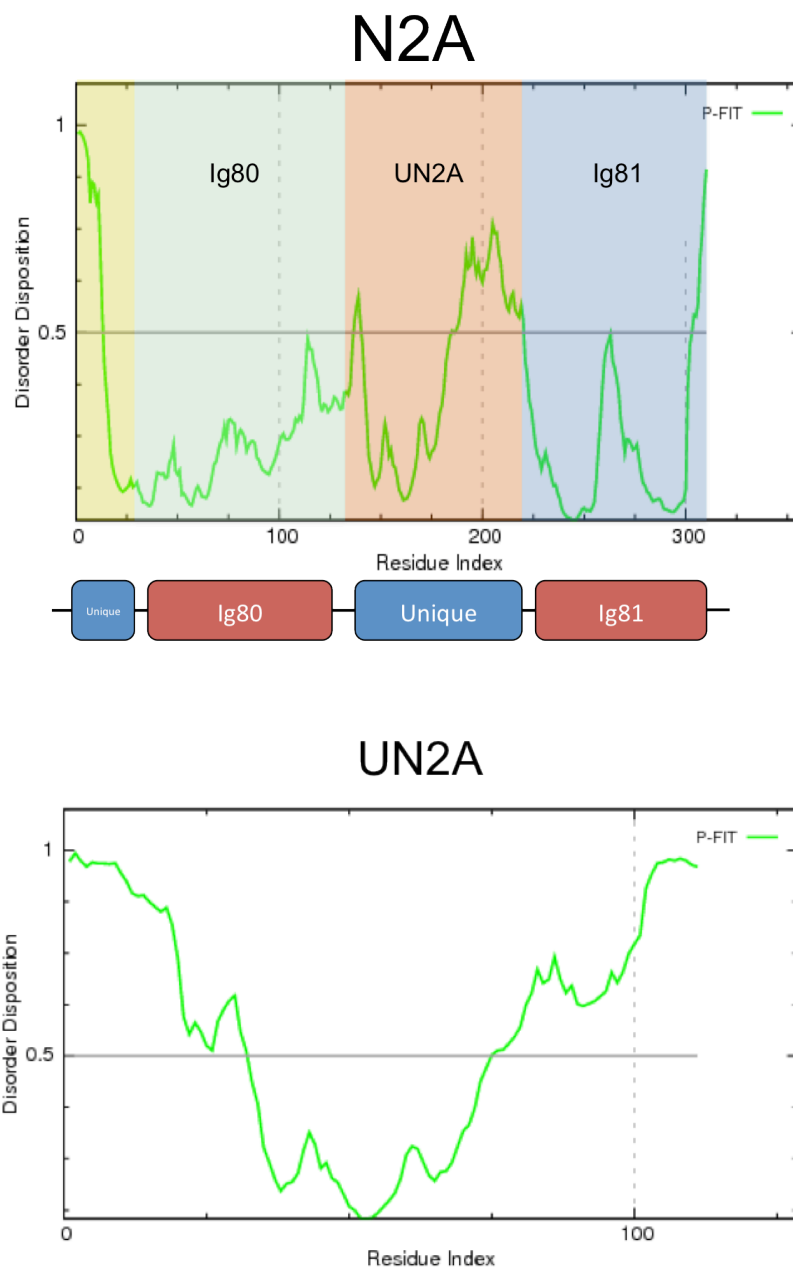 N2A
P-FIT
1
Ig80 UN2A Ig81
Disorder Disposition
0.5
0 100 200 300
Residue Index
Unique Ig80 Unique Ig81
UN2A
P-FIT
1
Disorder Disposition
0.5
0 100
Residue Index